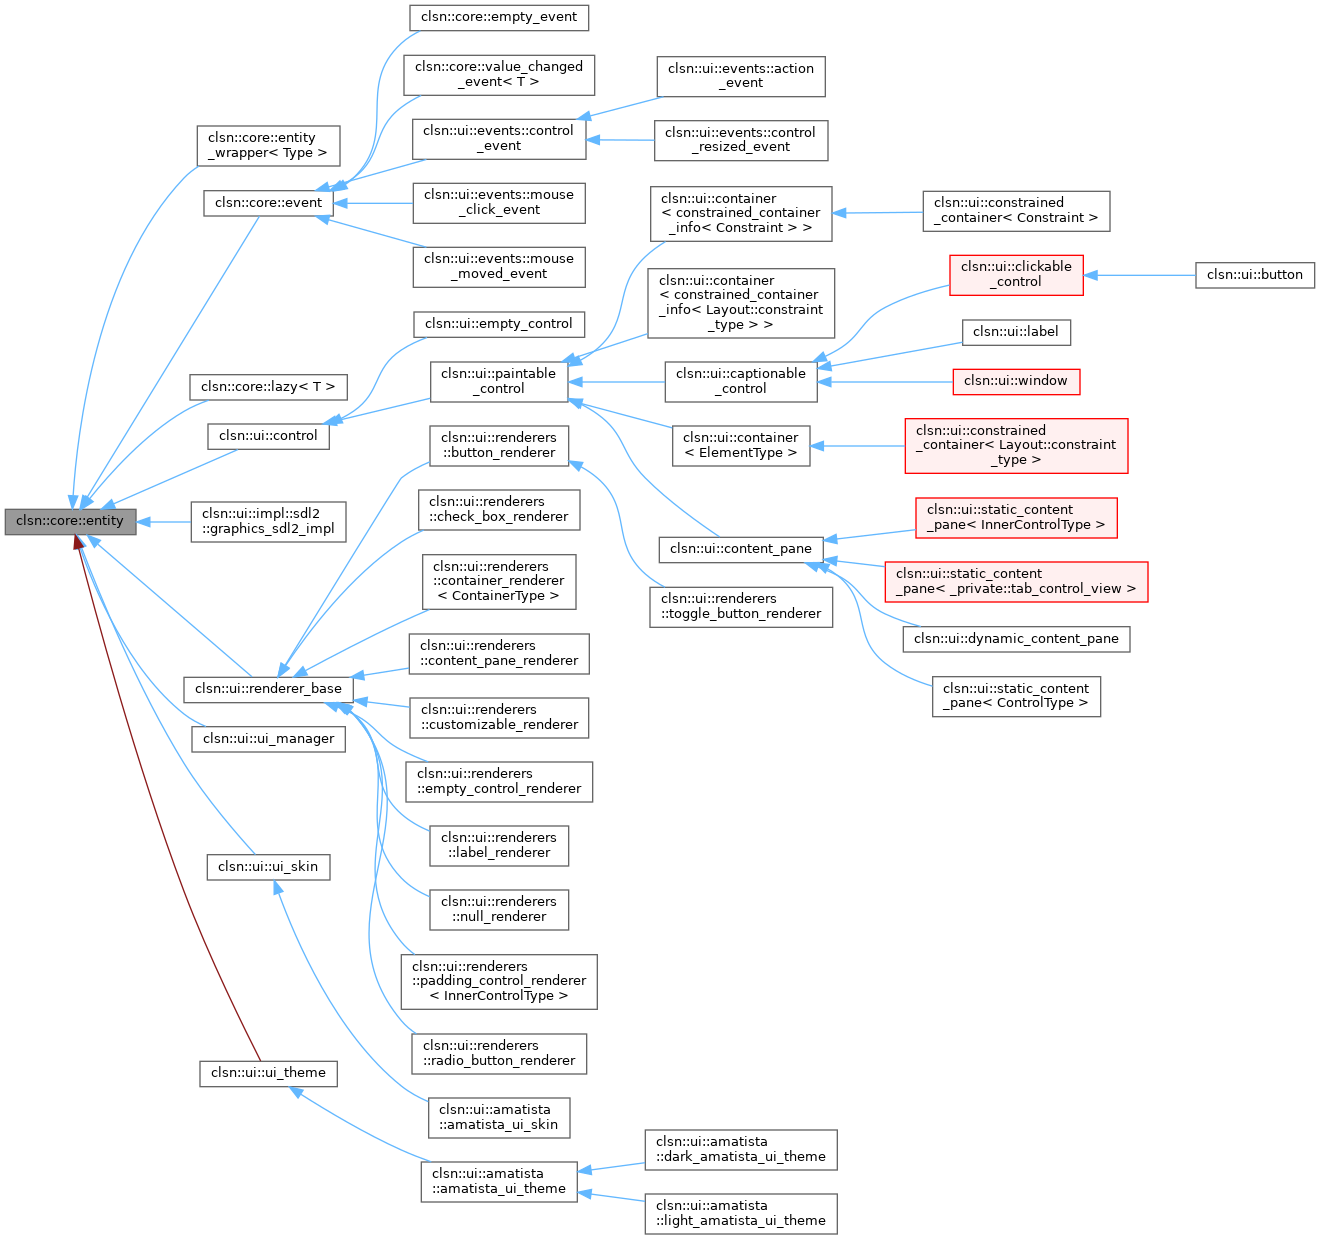 clsn::core::entity
clsn::core::entity
_wrapper< Type >
clsn::core::event
clsn::core::lazy< T >
clsn::ui::control
clsn::ui::impl::sdl2
::graphics_sdl2_impl
clsn::ui::renderer_base
clsn::ui::ui_manager
clsn::ui::ui_skin
clsn::ui::ui_theme
clsn::core::empty_event
clsn::core::value_changed
_event< T >
clsn::ui::events::control
_event
clsn::ui::events::mouse
_click_event
clsn::ui::events::mouse
_moved_event
clsn::ui::empty_control
clsn::ui::paintable
_control
clsn::ui::renderers
::button_renderer
clsn::ui::renderers
::check_box_renderer
clsn::ui::renderers
::container_renderer
< ContainerType >
clsn::ui::renderers
::content_pane_renderer
clsn::ui::renderers
::customizable_renderer
clsn::ui::renderers
::empty_control_renderer
clsn::ui::renderers
::label_renderer
clsn::ui::renderers
::null_renderer
clsn::ui::renderers
::padding_control_renderer
< InnerControlType >
clsn::ui::renderers
::radio_button_renderer
clsn::ui::amatista
::amatista_ui_skin
clsn::ui::amatista
::amatista_ui_theme
clsn::ui::events::action
_event
clsn::ui::events::control
_resized_event
clsn::ui::container
< constrained_container
_info< Constraint > >
clsn::ui::container
< constrained_container
_info< Layout::constraint
_type > >
clsn::ui::captionable
_control
clsn::ui::container
< ElementType >
clsn::ui::content_pane
clsn::ui::renderers
::toggle_button_renderer
clsn::ui::amatista
::dark_amatista_ui_theme
clsn::ui::amatista
::light_amatista_ui_theme
clsn::ui::constrained
_container< Constraint >
clsn::ui::clickable
_control
clsn::ui::label
clsn::ui::window
clsn::ui::constrained
_container< Layout::constraint
_type >
clsn::ui::static_content
_pane< InnerControlType >
clsn::ui::static_content
_pane< _private::tab_control_view >
clsn::ui::dynamic_content_pane
clsn::ui::static_content
_pane< ControlType >
clsn::ui::button